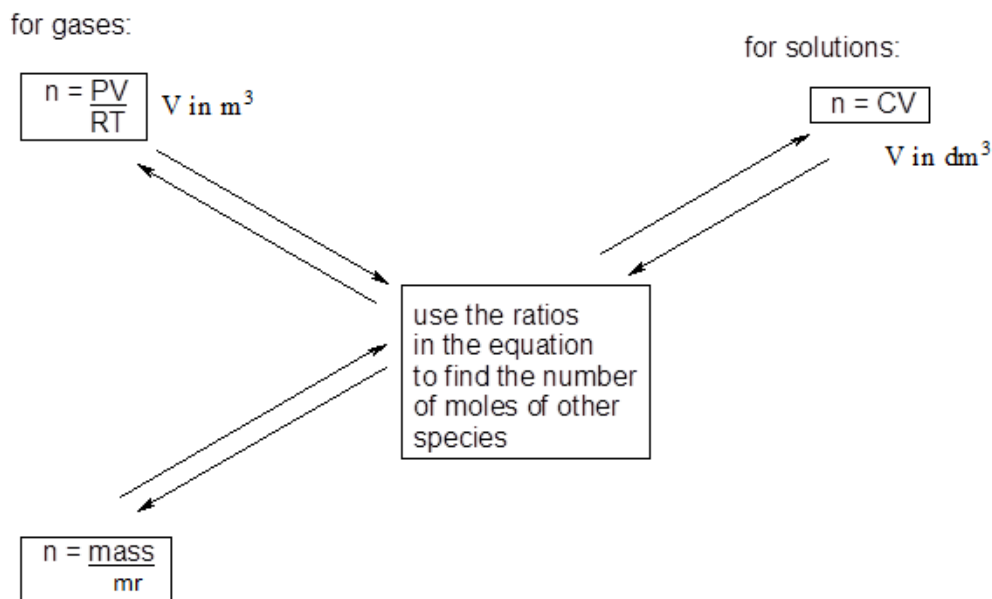 for gases:
n = PV
RT
V in m³
for solutions:
n = CV
V in dm³
use the ratios
in the equation
to find the number
of moles of other
species
n = mass
mr